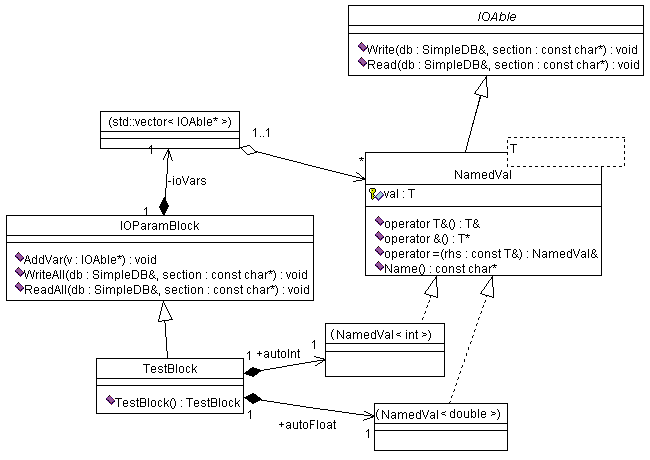 IOAble
Write(db : SimpleDB&, section : const char*) : void
Read(db : SimpleDB&, section : const char*) : void
(std::vector< IOAble* >)
1..1
1
*
T
NamedVal
val : T
operator T&() : T&
operator &() : T*
operator =(rhs : const T&) : NamedVal&
Name() : const char*
-ioVars
1
IOParamBlock
AddVar(v : IOAble*) : void
WriteAll(db : SimpleDB&, section : const char*) : void
ReadAll(db : SimpleDB&, section : const char*) : void
(NamedVal< int >)
1
1
+autoInt
TestBlock
TestBlock() : TestBlock
1
+autoFloat
1
(NamedVal< double >)